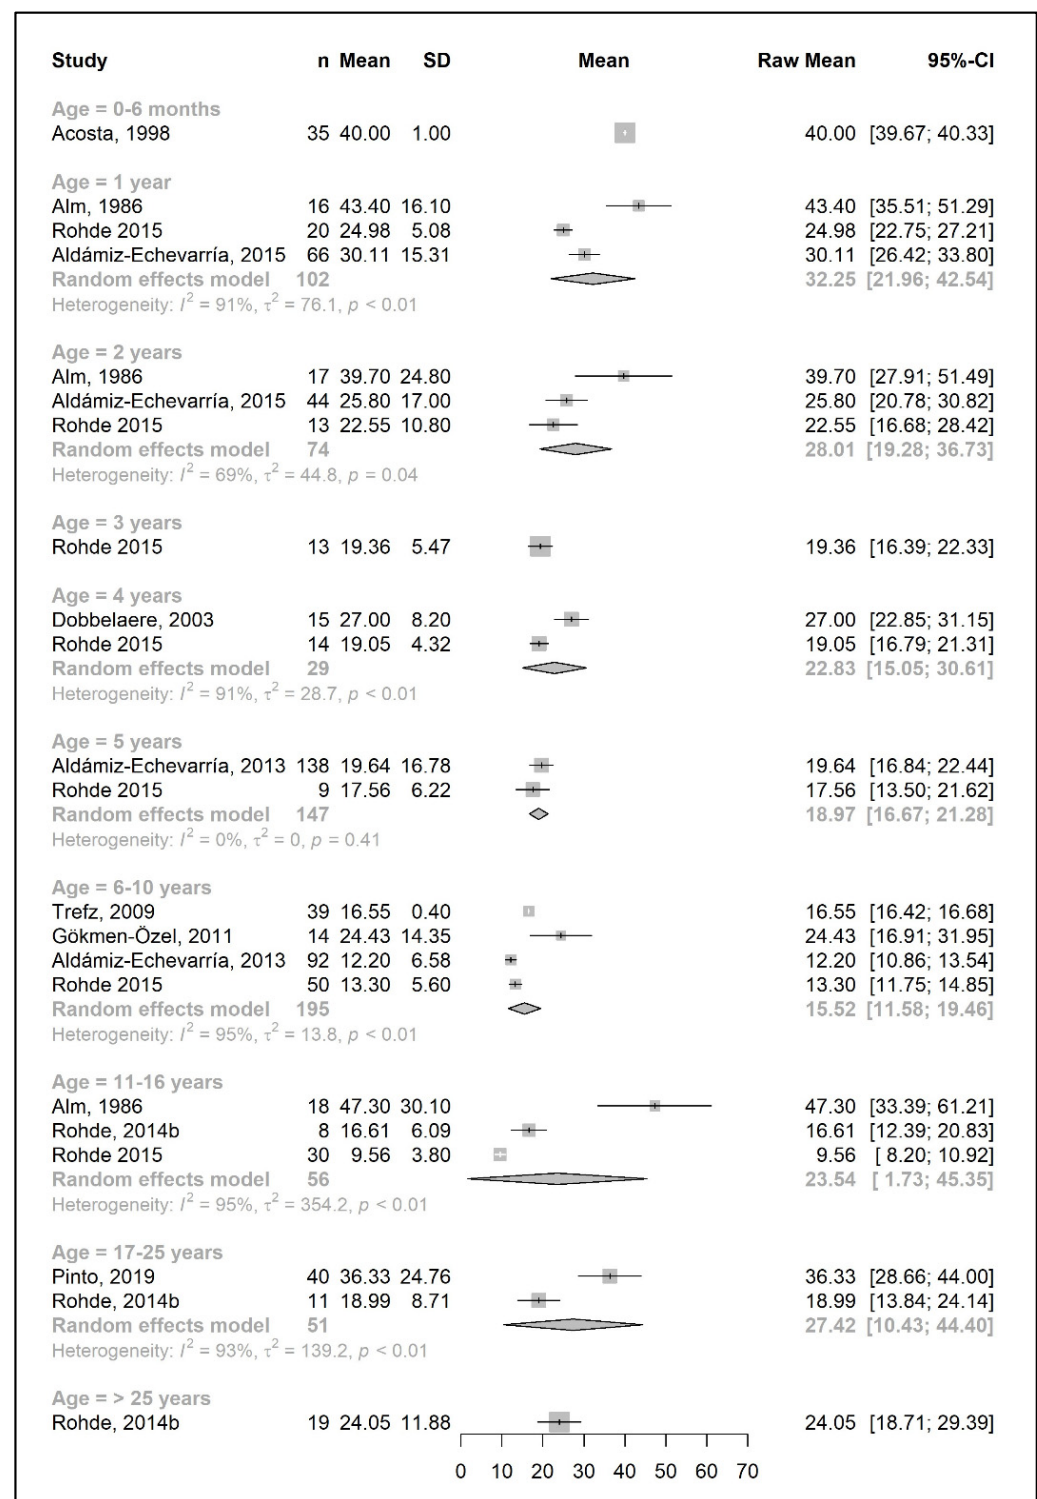 Study n Mean SD Mean Raw Mean 95%-CI
Age = 0-6 months
Acosta, 1998 35 40.00 1.00 40.00 [39.67; 40.33]
Age = 1 year
Alm, 1986 16 43.40 16.10 43.40 [35.51; 51.29]
Rohde 2015 20 24.98 5.08 24.98 [22.75; 27.21]
Aldámiz-Echevarría, 2015 66 30.11 15.31 30.11 [26.42; 33.80]
Random effects model 102 32.25 [21.96; 42.54]
Heterogeneity: I² = 91%, τ² = 76.1, p < 0.01
Age = 2 years
Alm, 1986 17 39.70 24.80 39.70 [27.91; 51.49]
Aldámiz-Echevarría, 2015 44 25.80 17.00 25.80 [20.78; 30.82]
Rohde 2015 13 22.55 10.80 22.55 [16.68; 28.42]
Random effects model 74 28.01 [19.28; 36.73]
Heterogeneity: I² = 69%, τ² = 44.8, p = 0.04
Age = 3 years
Rohde 2015 13 19.36 5.47 19.36 [16.39; 22.33]
Age = 4 years
Dobbelaere, 2003 15 27.00 8.20 27.00 [22.85; 31.15]
Rohde 2015 14 19.05 4.32 19.05 [16.79; 21.31]
Random effects model 29 22.83 [15.05; 30.61]
Heterogeneity: I² = 91%, τ² = 28.7, p < 0.01
Age = 5 years
Aldámiz-Echevarría, 2013 138 19.64 16.78 19.64 [16.84; 22.44]
Rohde 2015 9 17.56 6.22 17.56 [13.50; 21.62]
Random effects model 147 18.97 [16.67; 21.28]
Heterogeneity: I² = 0%, τ² = 0, p = 0.41
Age = 6-10 years
Trefz, 2009 39 16.55 0.40 16.55 [16.42; 16.68]
Gökmen-Özel, 2011 14 24.43 14.35 24.43 [16.91; 31.95]
Aldámiz-Echevarría, 2013 92 12.20 6.58 12.20 [10.86; 13.54]
Rohde 2015 50 13.30 5.60 13.30 [11.75; 14.85]
Random effects model 195 15.52 [11.58; 19.46]
Heterogeneity: I² = 95%, τ² = 13.8, p < 0.01
Age = 11-16 years
Alm, 1986 18 47.30 30.10 47.30 [33.39; 61.21]
Rohde, 2014b 8 16.61 6.09 16.61 [12.39; 20.83]
Rohde 2015 30 9.56 3.80 9.56 [ 8.20; 10.92]
Random effects model 56 23.54 [ 1.73; 45.35]
Heterogeneity: I² = 95%, τ² = 354.2, p < 0.01
Age = 17-25 years
Pinto, 2019 40 36.33 24.76 36.33 [28.66; 44.00]
Rohde, 2014b 11 18.99 8.71 18.99 [13.84; 24.14]
Random effects model 51 27.42 [10.43; 44.40]
Heterogeneity: I² = 93%, τ² = 139.2, p < 0.01
Age = > 25 years
Rohde, 2014b 19 24.05 11.88 24.05 [18.71; 29.39]
0 10 20 30 40 50 60 70